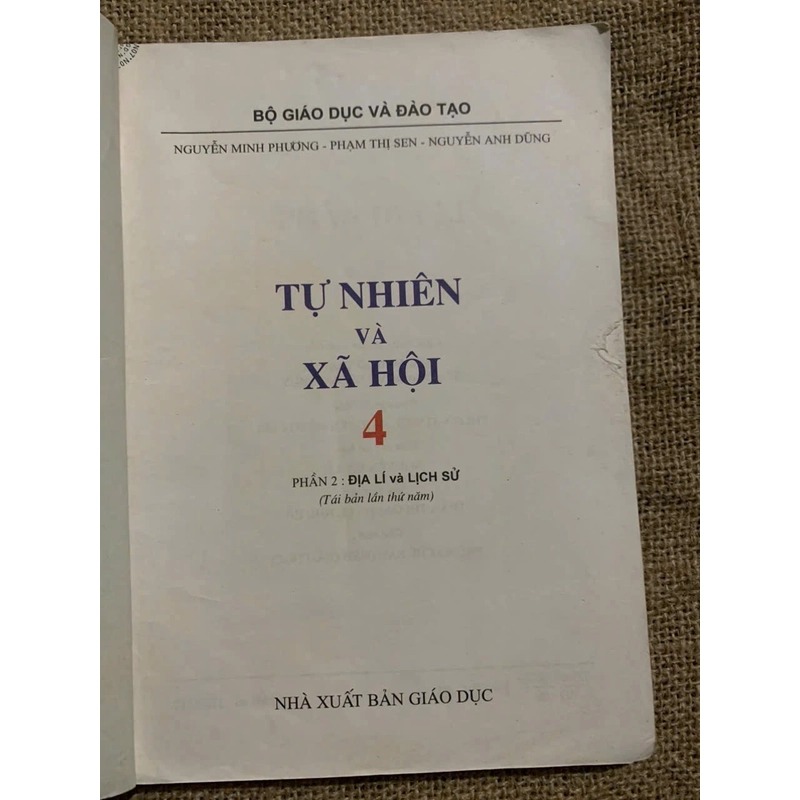 BỘ GIÁO DỤC VÀ ĐÀO TẠO
NGUYỄN MINH PHƯƠNG - PHẠM THỊ SEN - NGUYỄN ANH DŨNG
TỰ NHIÊN
VÀ
XÃ HỘI
4
PHẦN 2 : ĐỊA LÍ và LỊCH SỬ
(Tái bản lần thứ năm)
NHÀ XUẤT BẢN GIÁO DỤC